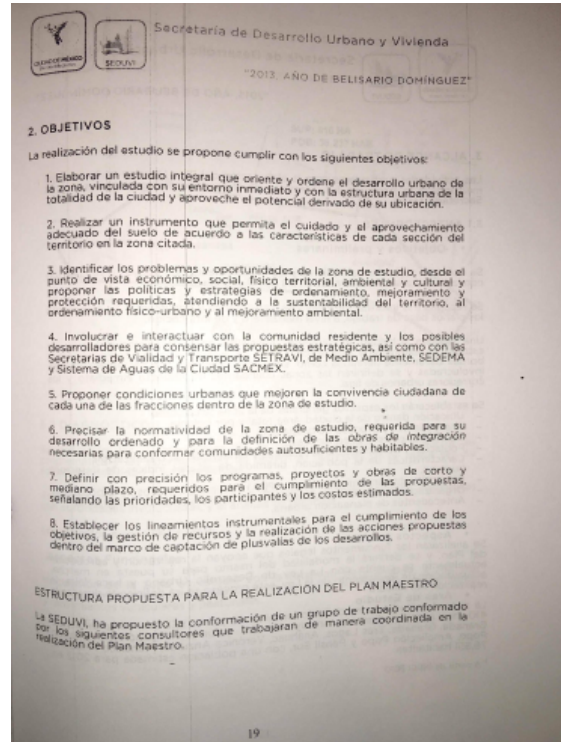 CIUDAD DE MÉXICO
SEDUVI
Secretaría de Desarrollo Urbano y Vivienda
"2013, AÑO DE BELISARIO DOMÍNGUEZ"
2. OBJETIVOS
La realización del estudio se propone cumplir con los siguientes objetivos:
1. Elaborar un estudio integral que oriente y ordene el desarrollo urbano de
la zona, vinculada con su entorno inmediato y con la estructura urbana de la
totalidad de la ciudad y aproveche el potencial derivado de su ubicación.
2. Realizar un instrumento que permita el cuidado y el aprovechamiento
adecuado del suelo de acuerdo a las características de cada sección del
territorio en la zona citada.
3. Identificar los problemas y oportunidades de la zona de estudio, desde el
punto de vista económico, social, físico territorial, ambiental y cultural y
proponer las políticas y estrategias de ordenamiento, mejoramiento y
protección requeridas, atendiendo a la sustentabilidad del territorio, al
ordenamiento físico-urbano y al mejoramiento ambiental.
4. Involucrar e interactuar con la comunidad residente y los posibles
desarrolladores para consensar las propuestas estratégicas, así como con las
Secretarias de Vialidad y Transporte SETRAVI, de Medio Ambiente, SEDEMA
y Sistema de Aguas de la Ciudad SACMEX.
5. Proponer condiciones urbanas que mejoren la convivencia ciudadana de
cada una de las fracciones dentro de la zona de estudio.
6. Precisar la normatividad de la zona de estudio, requerida para su
desarrollo ordenado y para la definición de las obras de integración
necesarias para conformar comunidades autosuficientes y habitables.
7. Definir con precisión los programas, proyectos y obras de corto y
mediano plazo, requeridos para el cumplimiento de las propuestas,
señalando las prioridades, los participantes y los costos estimados.
8. Establecer los lineamientos instrumentales para el cumplimiento de los
objetivos, la gestión de recursos y la realización de las acciones propuestas
dentro del marco de captación de plusvalías de los desarrollos.
ESTRUCTURA PROPUESTA PARA LA REALIZACIÓN DEL PLAN MAESTRO
La SEDUVI, ha propuesto la conformación de un grupo de trabajo conformado
por los siguientes consultores que trabajaran de manera coordinada en la
realización del Plan Maestro.
19